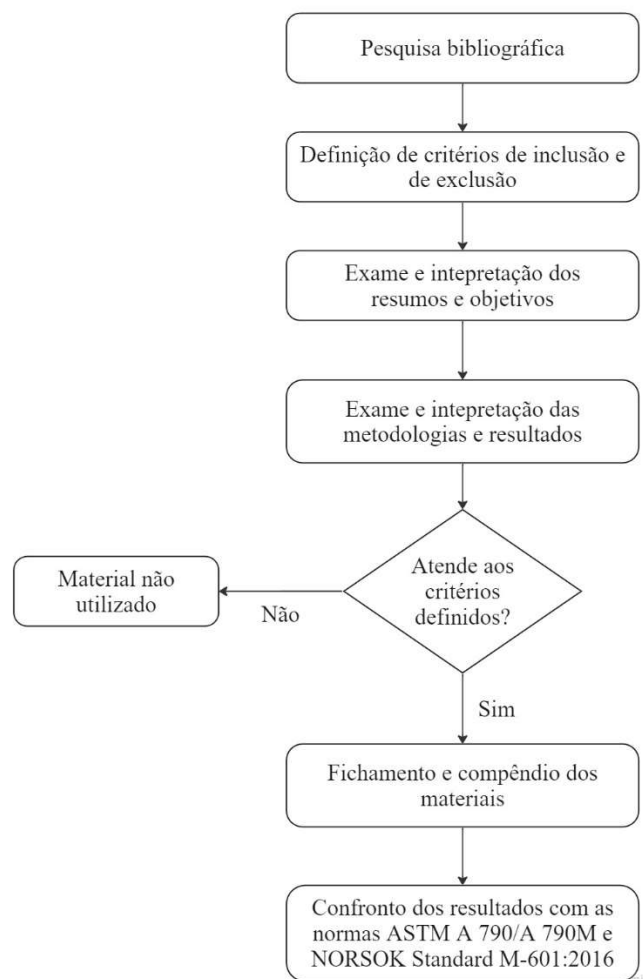 Pesquisa bibliográfica
Definição de critérios de inclusão e
de exclusão
Exame e intepretação dos
resumos e objetivos
Exame e intepretação das
metodologias e resultados
Atende aos
critérios
definidos?
Não
Material não
utilizado
Sim
Fichamento e compêndio dos
materiais
Confronto dos resultados com as
normas ASTM A 790/A 790M e
NORSOK Standard M-601:2016